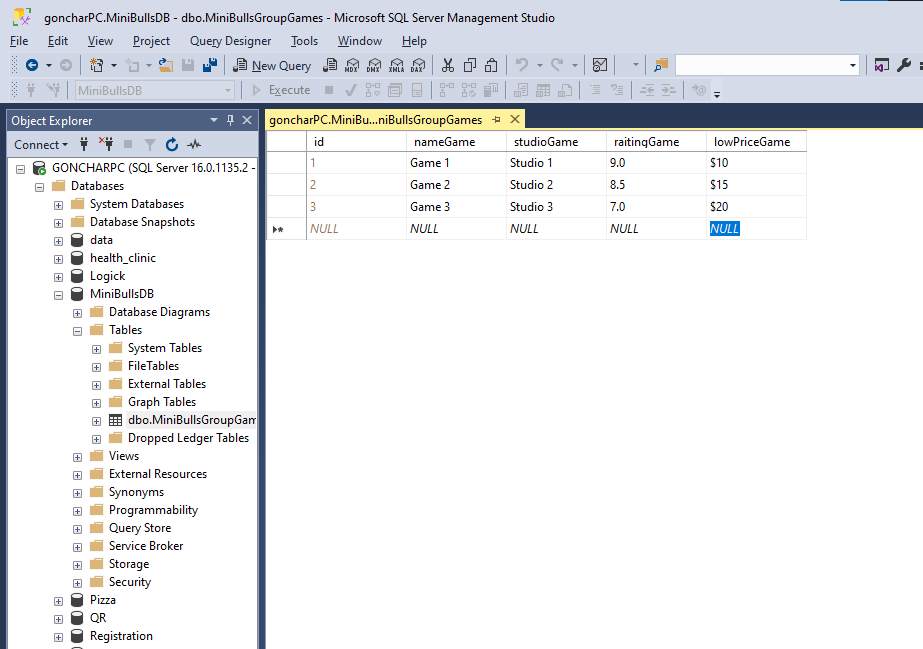 goncharPC.MiniBullsDB - dbo.MiniBullsGroupGames - Microsoft SQL Server Management Studio
File Edit View Project Query Designer Tools Window Help
New Query MDX DMX XMLA DAX
MiniBullsDB Execute
Object Explorer
goncharPC.MiniBu...niBullsGroupGames
Connect
id nameGame studioGame raitingGame lowPriceGame
1 Game 1 Studio 1 9.0 $10
2 Game 2 Studio 2 8.5 $15
3 Game 3 Studio 3 7.0 $20
NULL NULL NULL NULL NULL
GONCHARPC (SQL Server 16.0.1135.2 -
Databases
System Databases
Database Snapshots
data
health_clinic
Logick
MiniBullsDB
Database Diagrams
Tables
System Tables
FileTables
External Tables
Graph Tables
dbo.MiniBullsGroupGam
Dropped Ledger Tables
Views
External Resources
Synonyms
Programmability
Query Store
Service Broker
Storage
Security
Pizza
QR
Registration